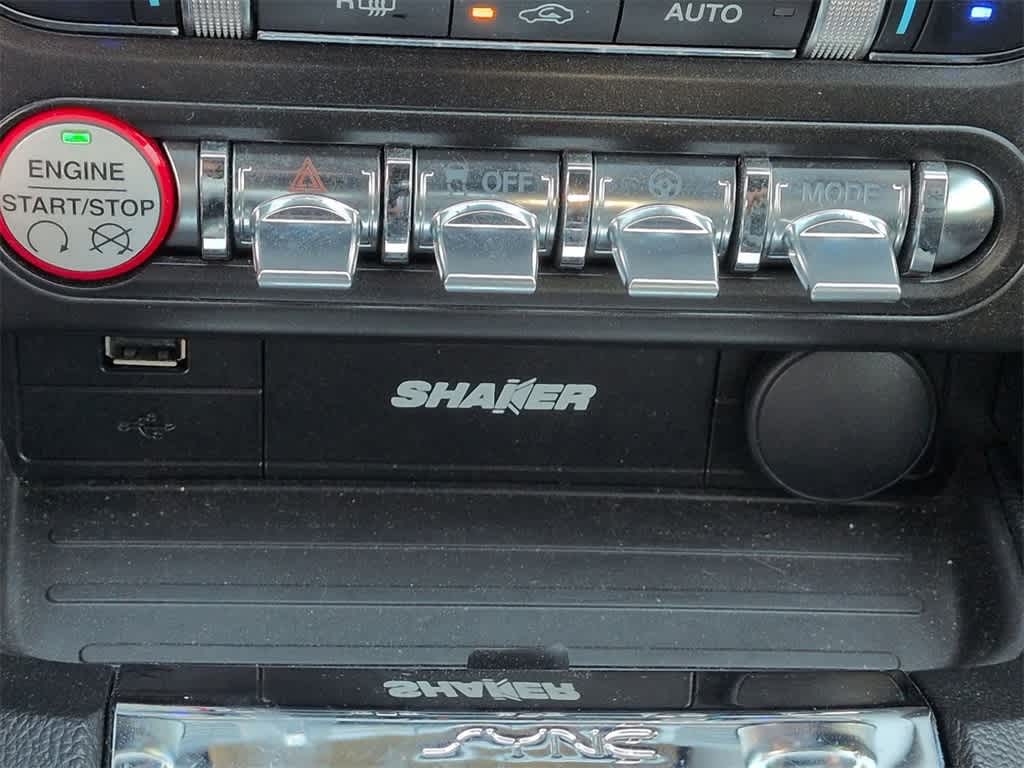 R
AUTO
ENGINE
START/STOP
OFF
MODE
SHAKER
SHAKER
SYNC